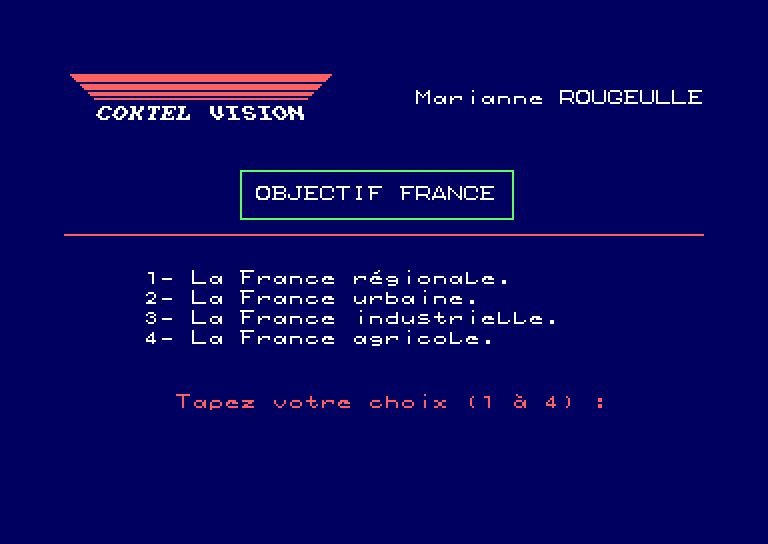 COKTEL VISION
Marianne ROUGEULLE
OBJECTIF FRANCE
1- La France régionale.
2- La France urbaine.
3- La France industrielle.
4- La France agricole.
Tapez votre choix (1 à 4) :